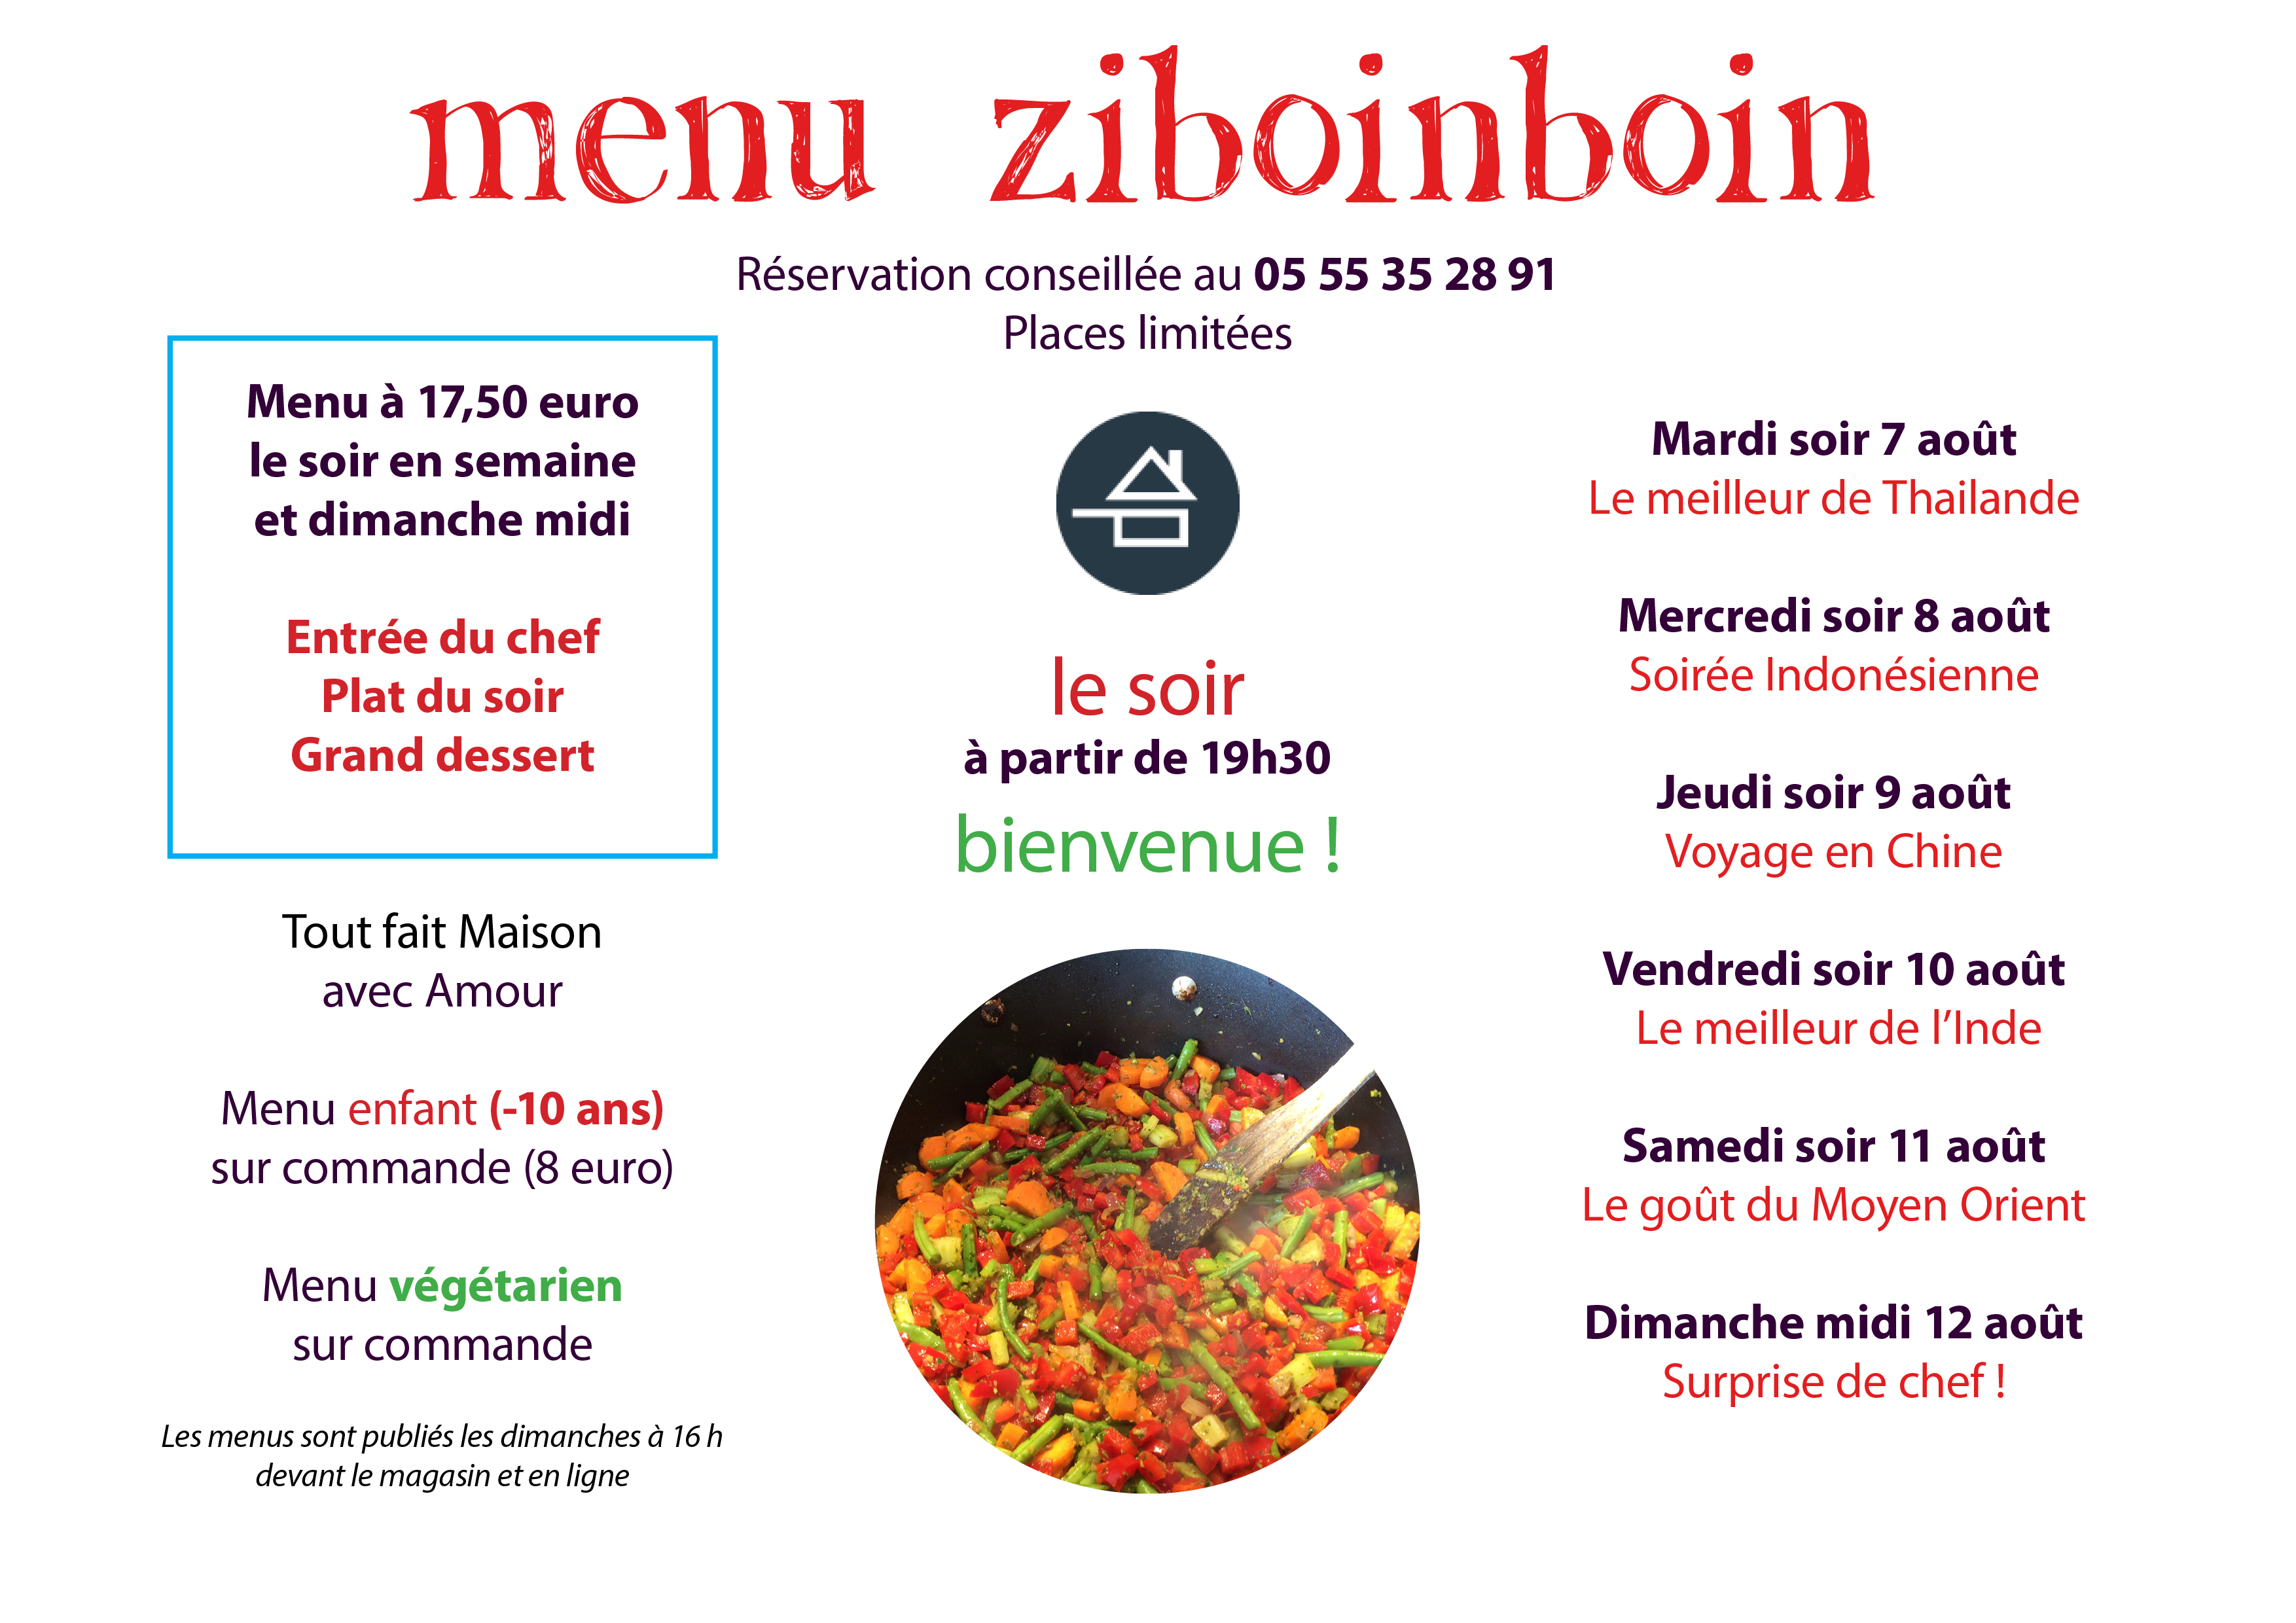 menu ziboinboin
Réservation conseillée au 05 55 35 28 91
Places limitées
Menu à 17,50 euro
le soir en semaine
et dimanche midi
Entrée du chef
Plat du soir
Grand dessert
Tout fait Maison
avec Amour
Menu enfant (-10 ans)
sur commande (8 euro)
Menu végétarien
sur commande
Les menus sont publiés les dimanches à 16 h
devant le magasin et en ligne
le soir
à partir de 19h30
bienvenue !
Mardi soir 7 août
Le meilleur de Thailande
Mercredi soir 8 août
Soirée Indonésienne
Jeudi soir 9 août
Voyage en Chine
Vendredi soir 10 août
Le meilleur de l’Inde
Samedi soir 11 août
Le goût du Moyen Orient
Dimanche midi 12 août
Surprise de chef !